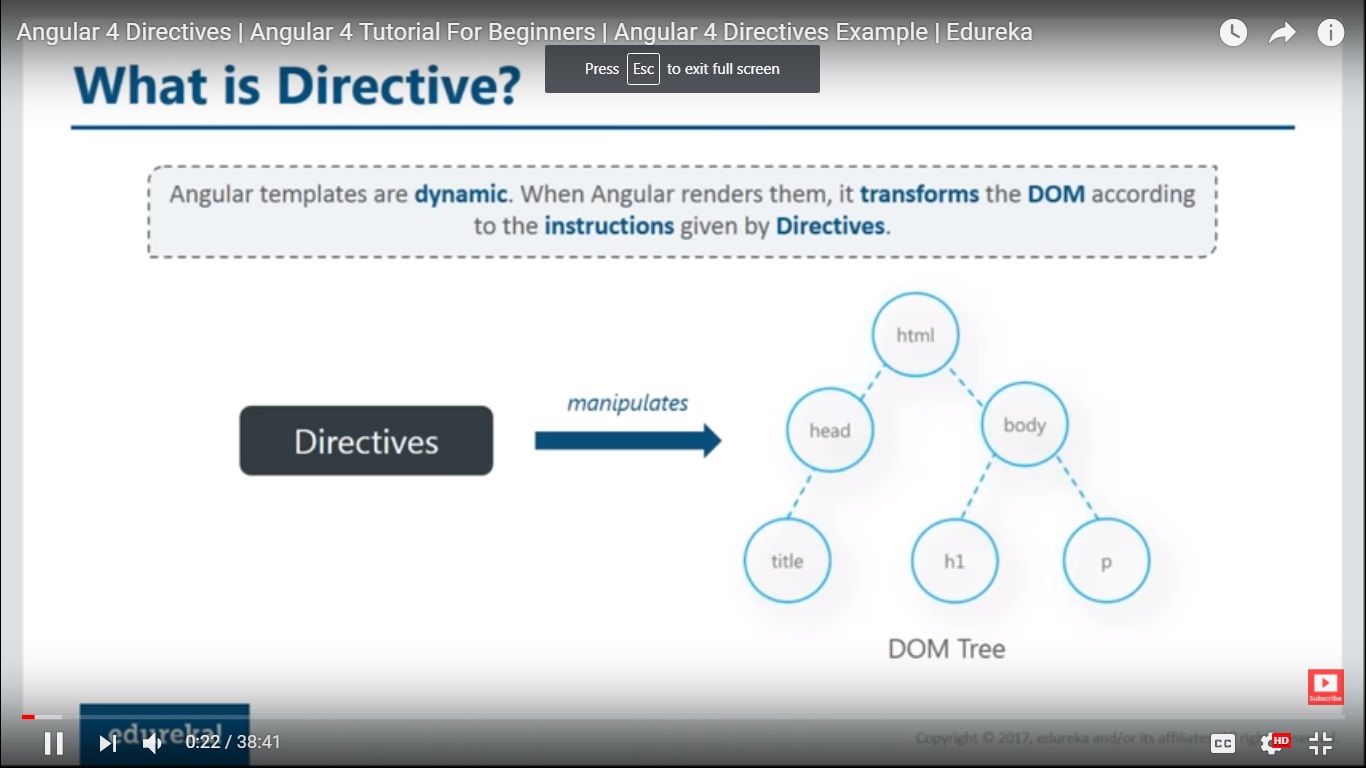 Angular 4 Directives | Angular 4 Tutorial For Beginners | Angular 4 Directives Example | Edureka
Press Esc to exit full screen
What is Directive?
Angular templates are dynamic. When Angular renders them, it transforms the DOM according
to the instructions given by Directives.
html
manipulates
head
body
Directives
title
h1
p
DOM Tree
Subscribe
edureka!
0:22 / 38:41
Copyright © 2017, edureka and/or its affiliates
CC
HD